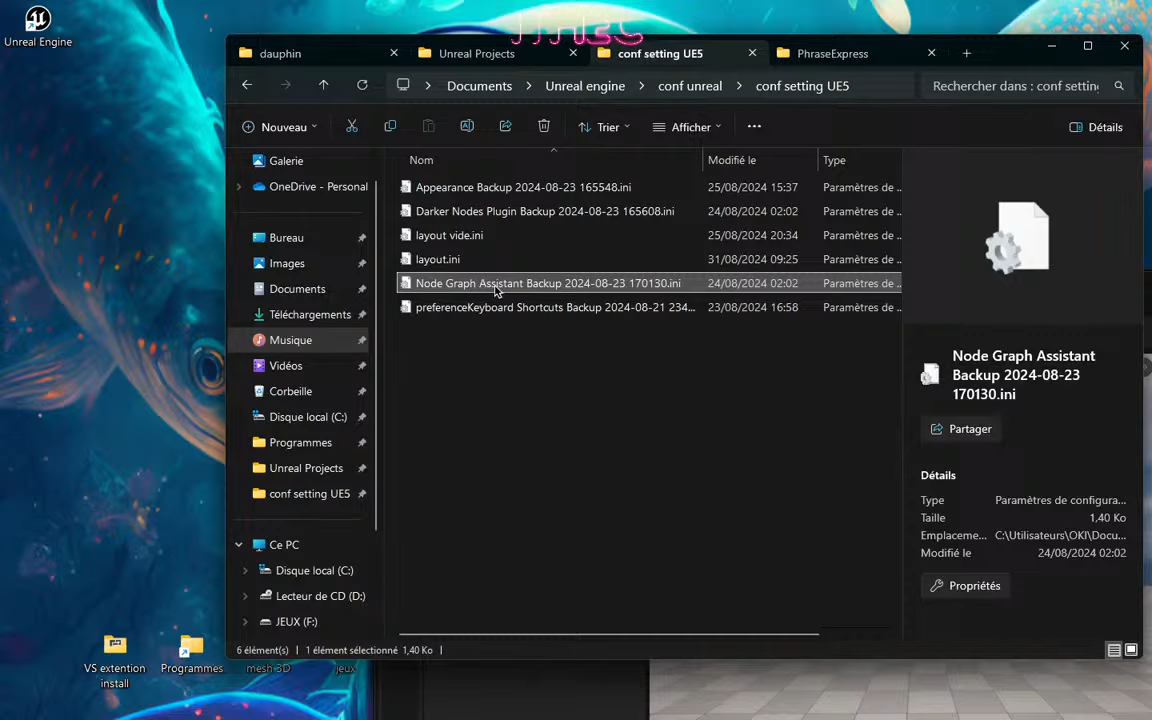 Unreal Engine
dauphin
Unreal Projects
conf setting UE5
PhraseExpress
Documents > Unreal engine > conf unreal > conf setting UE5
Rechercher dans : conf setting
Nouveau
Trier
Afficher
Détails
Nom
Modifié le
Type
Appearance Backup 2024-08-23 165548.ini 25/08/2024 15:37 Paramètres de ...
Darker Nodes Plugin Backup 2024-08-23 165608.ini 24/08/2024 02:02 Paramètres de ...
layout vide.ini 25/08/2024 20:34 Paramètres de ...
layout.ini 31/08/2024 09:25 Paramètres de ...
Node Graph Assistant Backup 2024-08-23 170130.ini 24/08/2024 02:02 Paramètres de ...
preferenceKeyboard Shortcuts Backup 2024-08-21 234... 23/08/2024 16:58 Paramètres de ...
Galerie
OneDrive - Personal
Bureau
Images
Documents
Téléchargements
Musique
Vidéos
Corbeille
Disque local (C:)
Programmes
Unreal Projects
conf setting UE5
Ce PC
Disque local (C:)
Lecteur de CD (D:)
JEUX (F:)
Node Graph Assistant
Backup 2024-08-23
170130.ini
Partager
Détails
Type Paramètres de configura...
Taille 1,40 Ko
Emplaceme... C:\Utilisateurs\OKI\Docu...
Modifié le 24/08/2024 02:02
Propriétés
6 élément(s) 1 élément sélectionné 1,40 Ko
VS extention
install
Programmes
mesh 3D
jeux